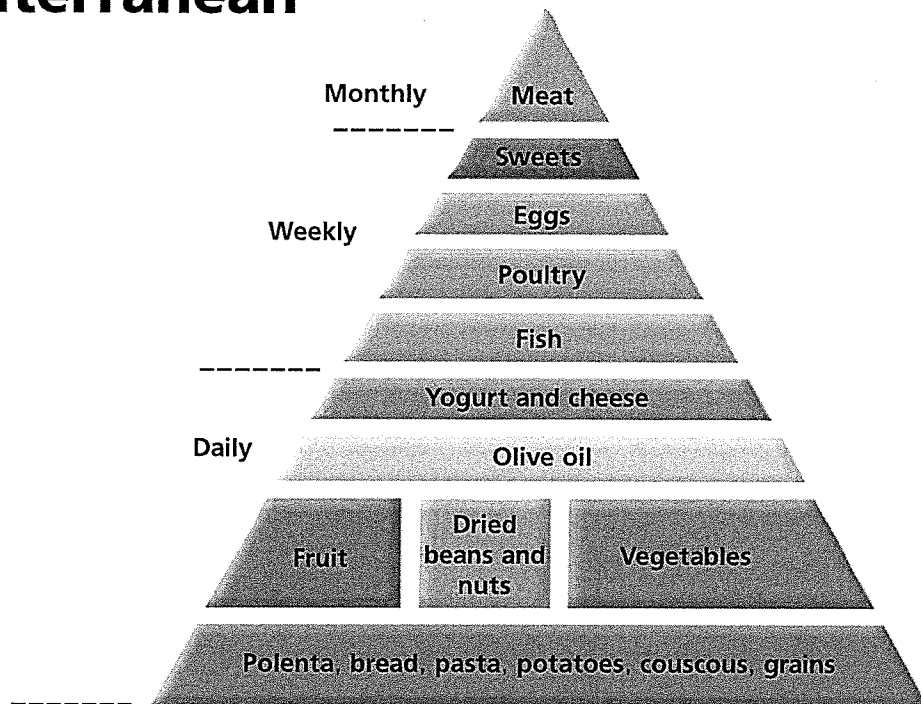 Monthly
Meat
Sweets
Weekly
Eggs
Poultry
Fish
Yogurt and cheese
Daily
Olive oil
Fruit
Dried
beans and
nuts
Vegetables
Polenta, bread, pasta, potatoes, couscous, grains